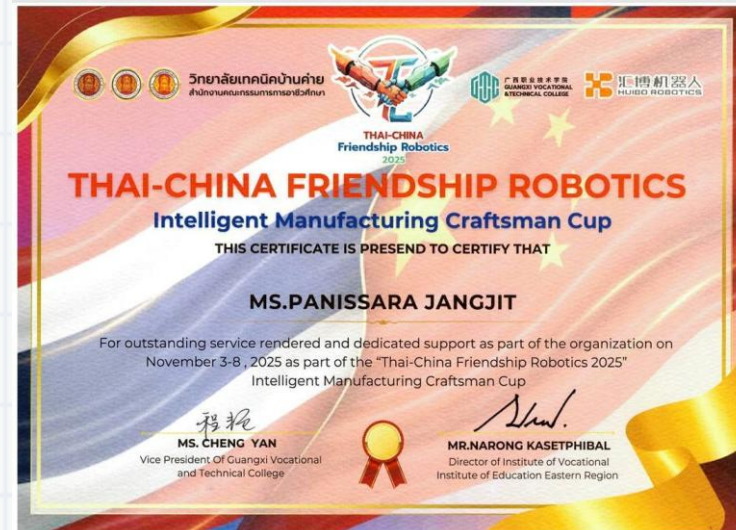 วิทยาลัยเทคนิคบ้านค่าย
สำนักงานคณะกรรมการการอาชีวศึกษา
THAI-CHINA
Friendship Robotics
2025
广西职业技术学院
GUANGXI VOCATIONAL
&TECHNICAL COLLEGE
汇博机器人
HUIBO ROBOTICS
THAI-CHINA FRIENDSHIP ROBOTICS
Intelligent Manufacturing Craftsman Cup
THIS CERTIFICATE IS PRESEND TO CERTIFY THAT
MS.PANISSARA JANGJIT
For outstanding service rendered and dedicated support as part of the organization on
November 3-8 , 2025 as part of the “Thai-China Friendship Robotics 2025”
Intelligent Manufacturing Craftsman Cup
MS. CHENG YAN
Vice President Of Guangxi Vocational
and Technical College
MR.NARONG KASETPHIBAL
Director of Institute of Vocational
Institute of Education Eastern Region